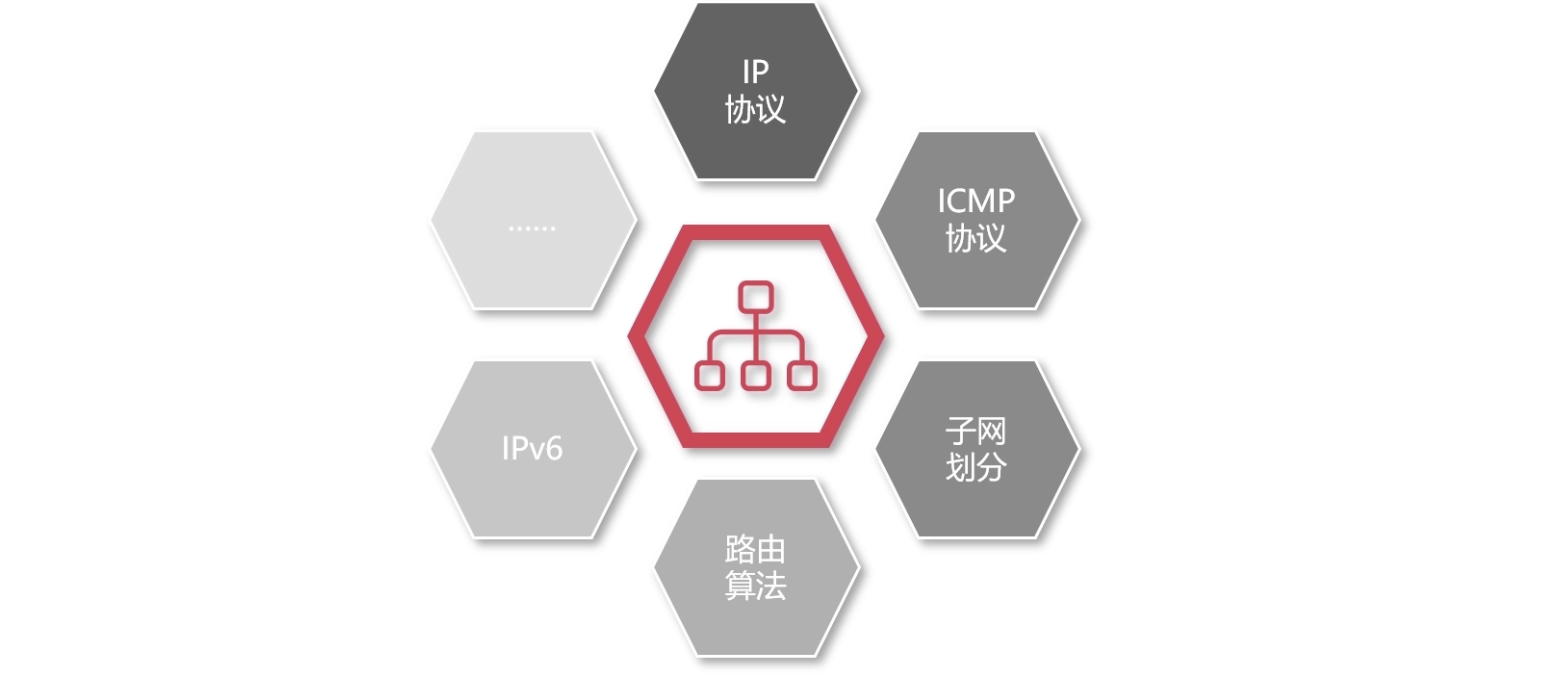 IP
协议
ICMP
协议
子网
划分
路由
算法
IPv6
......